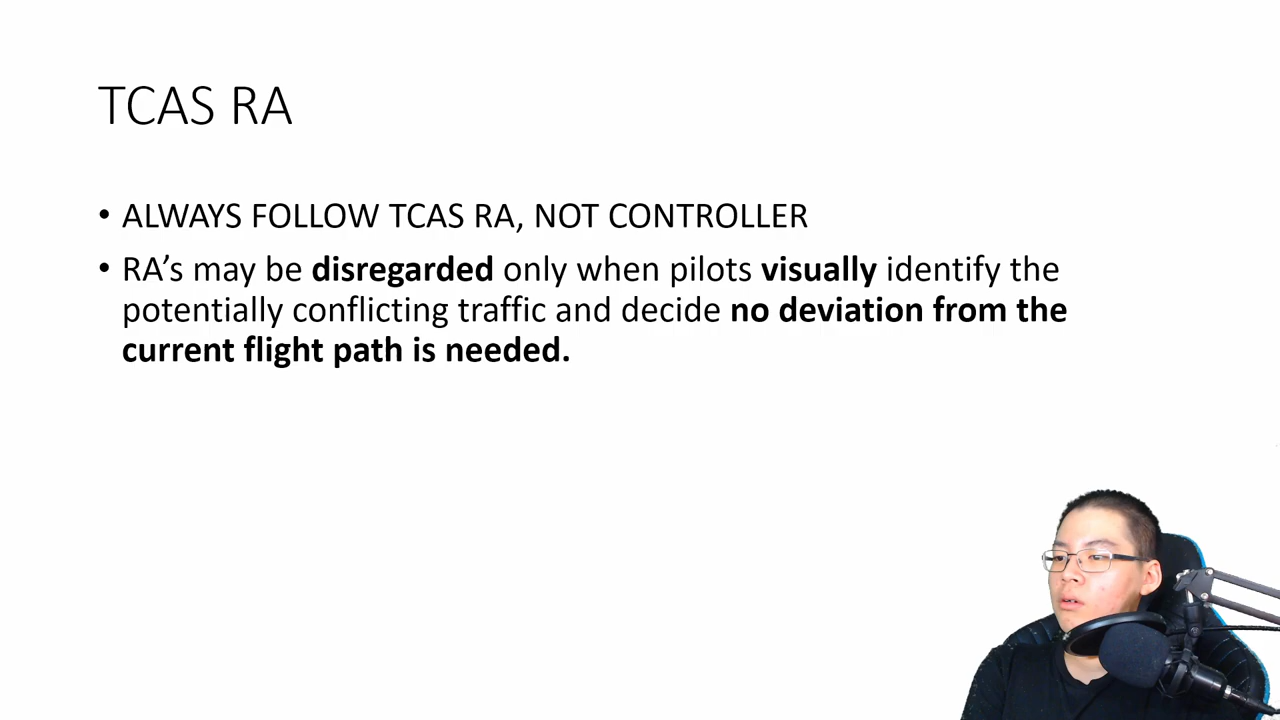 TCAS RA
• ALWAYS FOLLOW TCAS RA, NOT CONTROLLER
• RA’s may be disregarded only when pilots visually identify the
potentially conflicting traffic and decide no deviation from the
current flight path is needed.